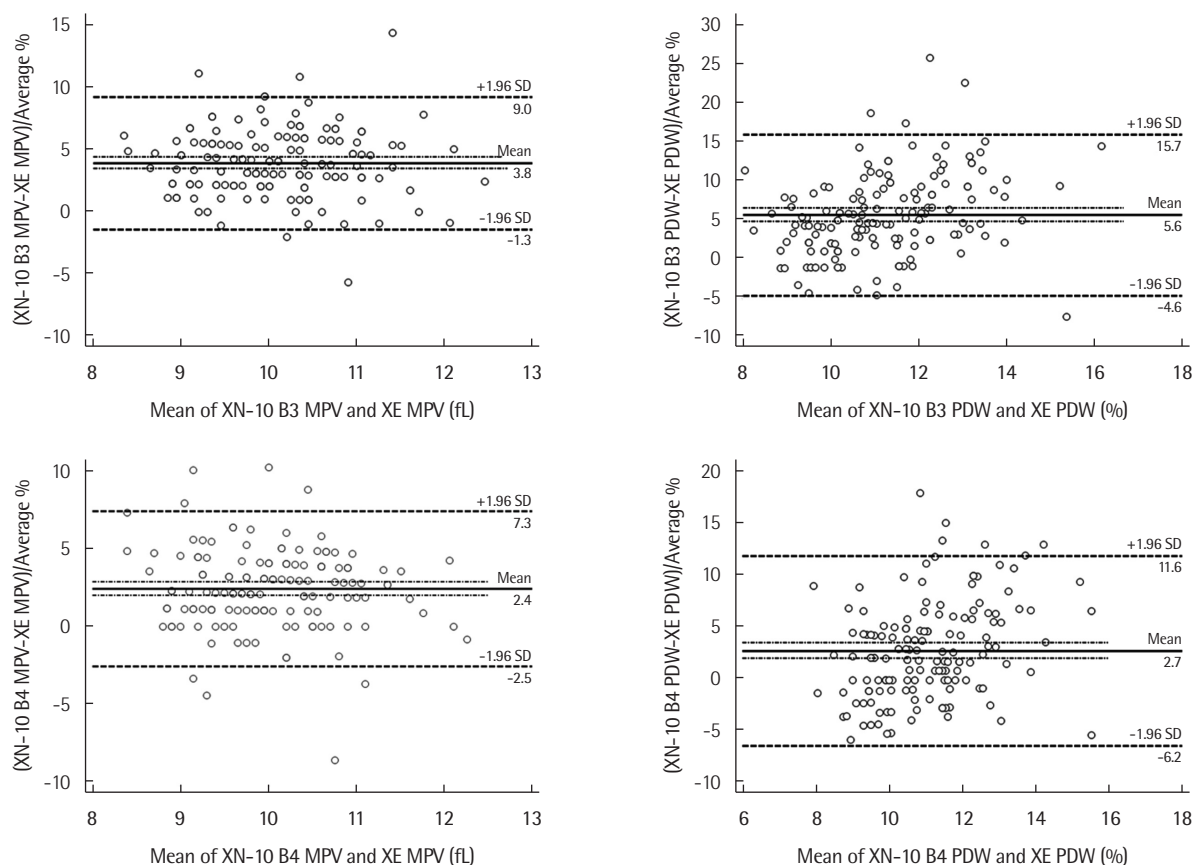 (XN-10 B3 MPV-XE MPV)/Average %
15
10
5
0
-5
-10
+1.96 SD
9.0
Mean
3.8
-1.96 SD
-1.3
8 9 10 11 12 13
Mean of XN-10 B3 MPV and XE MPV (fL)
(XN-10 B3 PDW-XE PDW)/Average %
30
25
20
15
10
5
0
-5
-10
+1.96 SD
15.7
Mean
5.6
-1.96 SD
-4.6
8 10 12 14 16 18
Mean of XN-10 B3 PDW and XE PDW (%)
(XN-10 B4 MPV-XE MPV)/Average %
10
5
0
-5
-10
+1.96 SD
7.3
Mean
2.4
-1.96 SD
-2.5
8 9 10 11 12 13
Mean of XN-10 B4 MPV and XE MPV (fL)
(XN-10 B4 PDW-XE PDW)/Average %
20
15
10
5
0
-5
-10
+1.96 SD
11.6
Mean
2.7
-1.96 SD
-6.2
6 8 10 12 14 16 18
Mean of XN-10 B4 PDW and XE PDW (%)